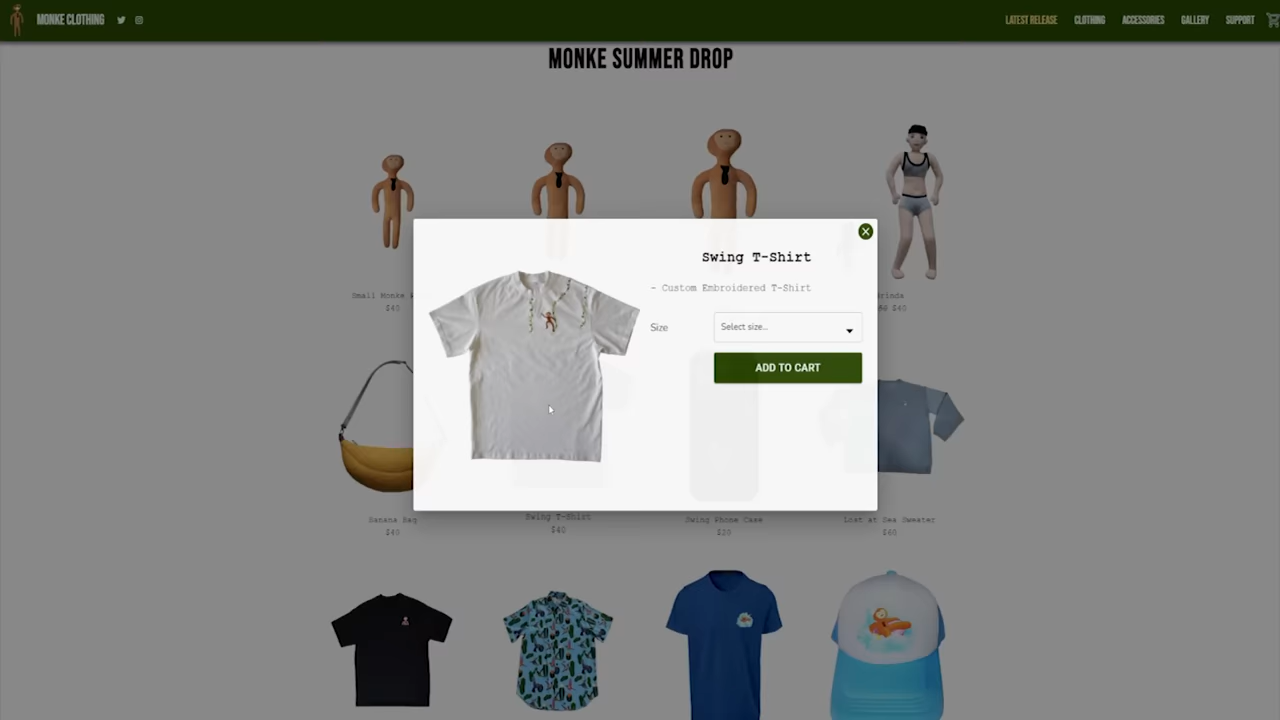 MONKE CLOTHING
LATEST RELEASE CLOTHING ACCESSORIES GALLERY SUPPORT
MONKE SUMMER DROP
Swing T-Shirt
- Custom Embroidered T-Shirt
Size
Select size...
ADD TO CART
Small Monke
$40
$40
Banana Bag
$40
Swing T-Shirt
$40
Swing Phone Case
$20
Lost at Sea Sweater
$60